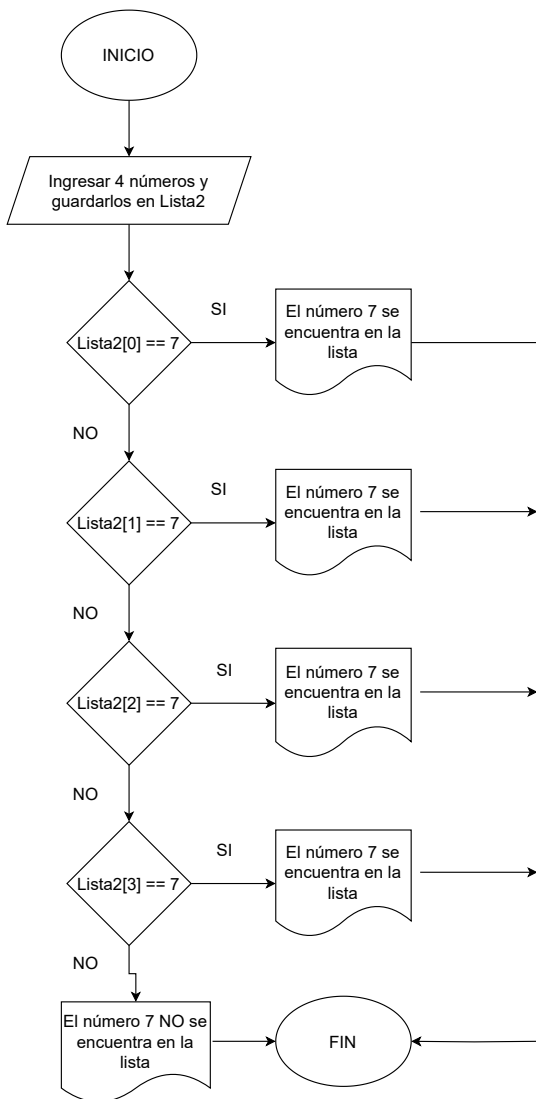 INICIO
Ingresar 4 números y
guardarlos en Lista2
Lista2[0] == 7
SI
El número 7 se
encuentra en la
lista
NO
Lista2[1] == 7
SI
El número 7 se
encuentra en la
lista
NO
Lista2[2] == 7
SI
El número 7 se
encuentra en la
lista
NO
Lista2[3] == 7
SI
El número 7 se
encuentra en la
lista
NO
El número 7 NO se
encuentra en la
lista
FIN